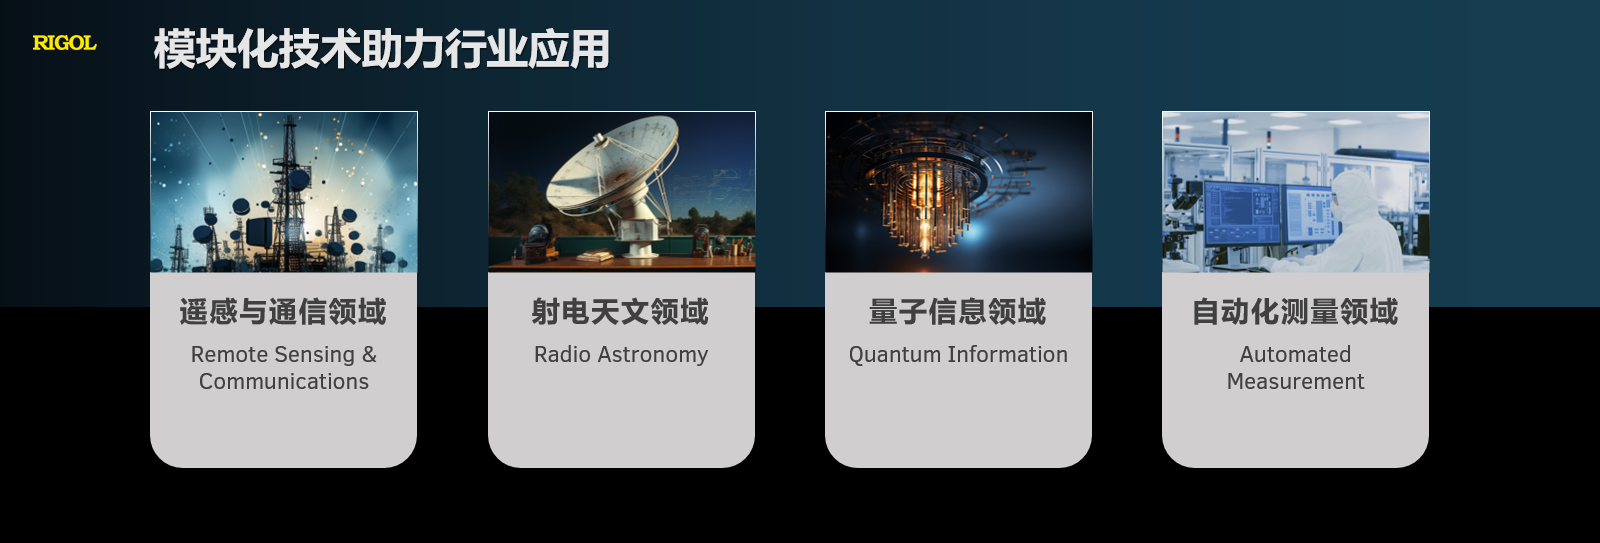 RIGOL
模块化技术助力行业应用
遥感与通信领域
Remote Sensing &
Communications
射电天文领域
Radio Astronomy
量子信息领域
Quantum Information
自动化测量领域
Automated
Measurement